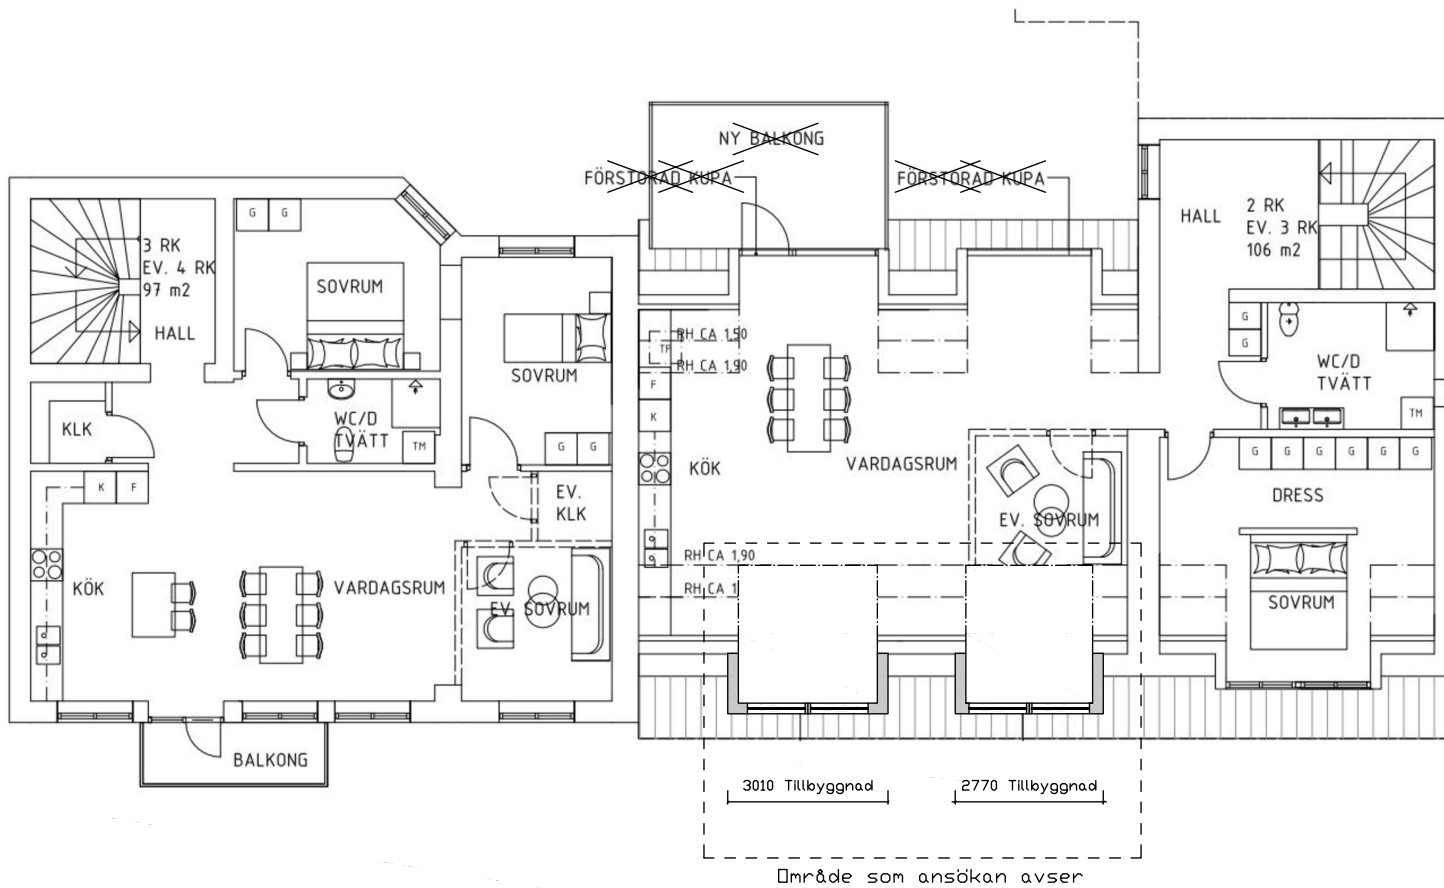 NY BALKONG
FÖRSTORAD KUPA
FÖRSTORAD KUPA
G
G
3 RK
EV. 4 RK
97 m2
HALL
SOVRUM
HALL
2 RK
EV. 3 RK
106 m2
SOVRUM
KLK
WC/D
TVÄTT
TM
G
G
RH CA 1,50
TF
RH CA 1,90
F
K
G
G
WC/D
TVÄTT
TM
K
F
EV.
KLK
KÖK
VARDAGSRUM
G
G
G
G
G
G
DRESS
EV. SOVRUM
KÖK
VARDAGSRUM
EV. SOVRUM
RH CA 1,90
RH CA 1
SOVRUM
BALKONG
3010 Tillbyggnad
2770 Tillbyggnad
Område som ansökan avser